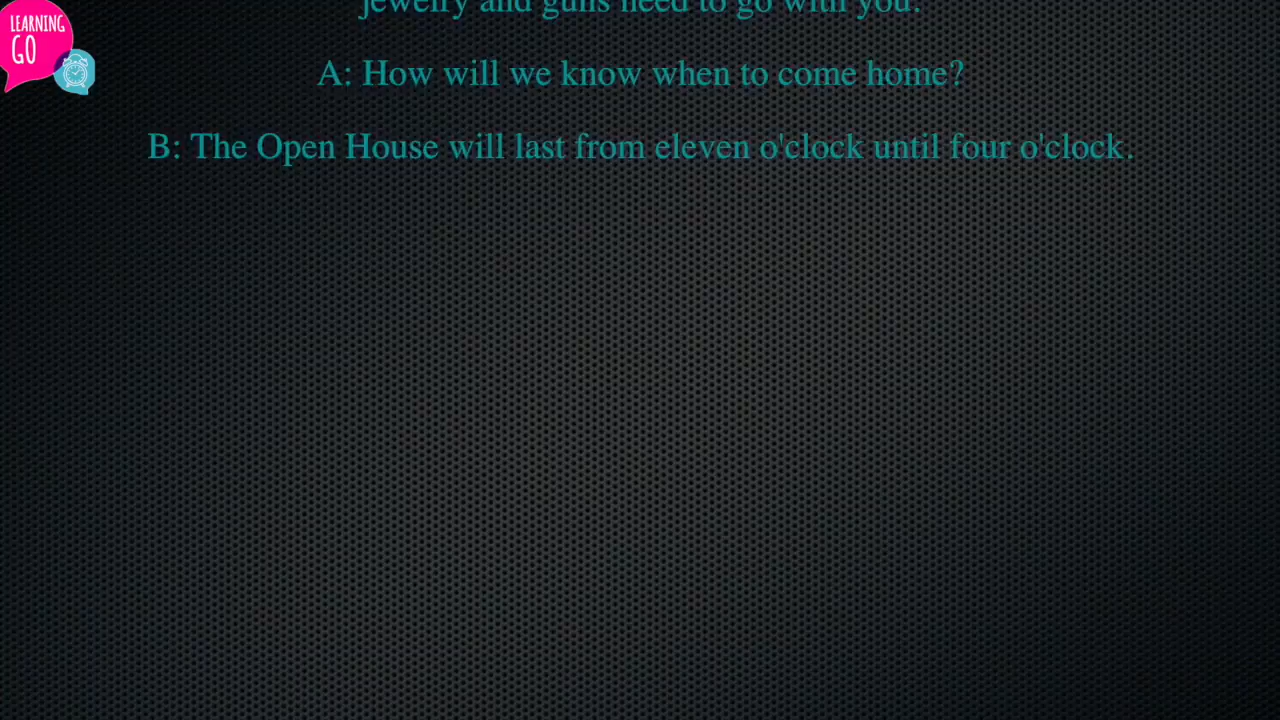 LEARNING
GO
jewelry and guns need to go with you.
A: How will we know when to come home?
B: The Open House will last from eleven o'clock until four o'clock.